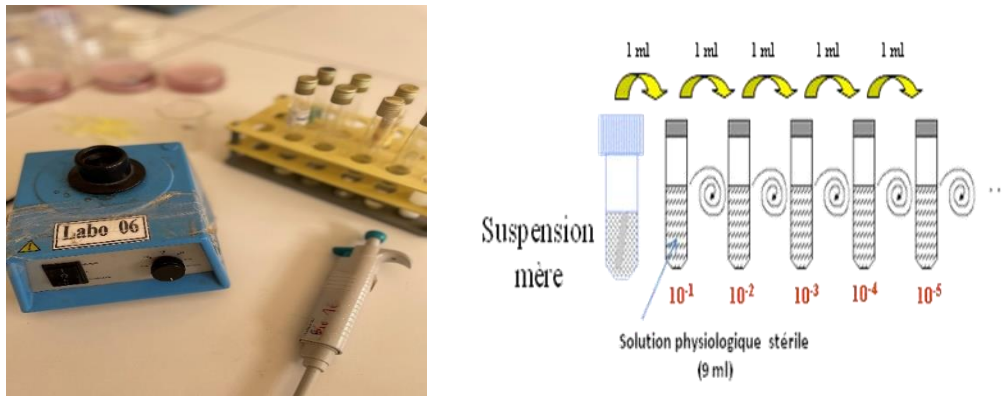 Labo 06
1 ml 1 ml 1 ml 1 ml 1 ml
Suspension
mère
10⁻¹ 10⁻² 10⁻³ 10⁻⁴ 10⁻⁵
Solution physiologique stérile
(9 ml)